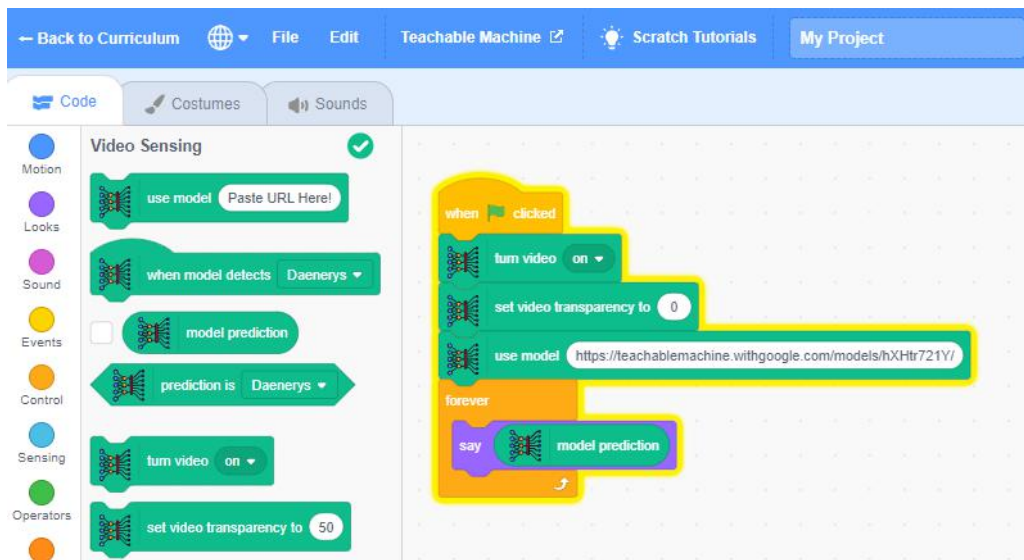 ← Back to Curriculum File Edit Teachable Machine Scratch Tutorials My Project
Code Costumes Sounds
Motion
Looks
Sound
Events
Control
Sensing
Operators
Video Sensing
use model Paste URL Here!
when model detects Daenerys
model prediction
prediction is Daenerys
turn video on
set video transparency to 50
when clicked
turn video on
set video transparency to 0
use model https://teachablemachine.withgoogle.com/models/hXHtr721Y/
forever
say model prediction